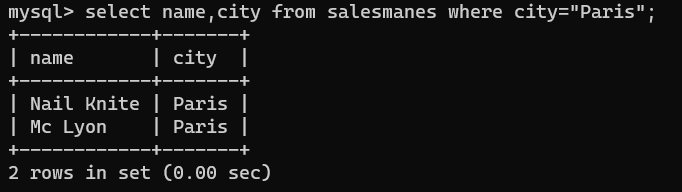 mysql> select name,city from salesmanes where city="Paris";
+------------+-------+
| name       | city  |
+------------+-------+
| Nail Knite | Paris |
| Mc Lyon    | Paris |
+------------+-------+
2 rows in set (0.00 sec)